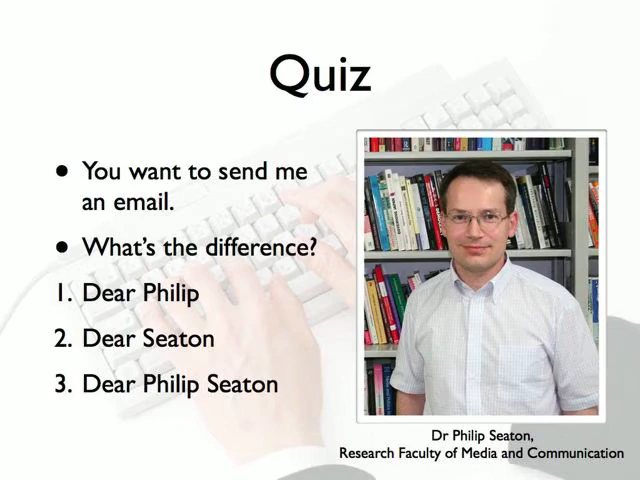 Quiz
• You want to send me
an email.
• What's the difference?
1. Dear Philip
2. Dear Seaton
3. Dear Philip Seaton
Dr Philip Seaton,
Research Faculty of Media and Communication